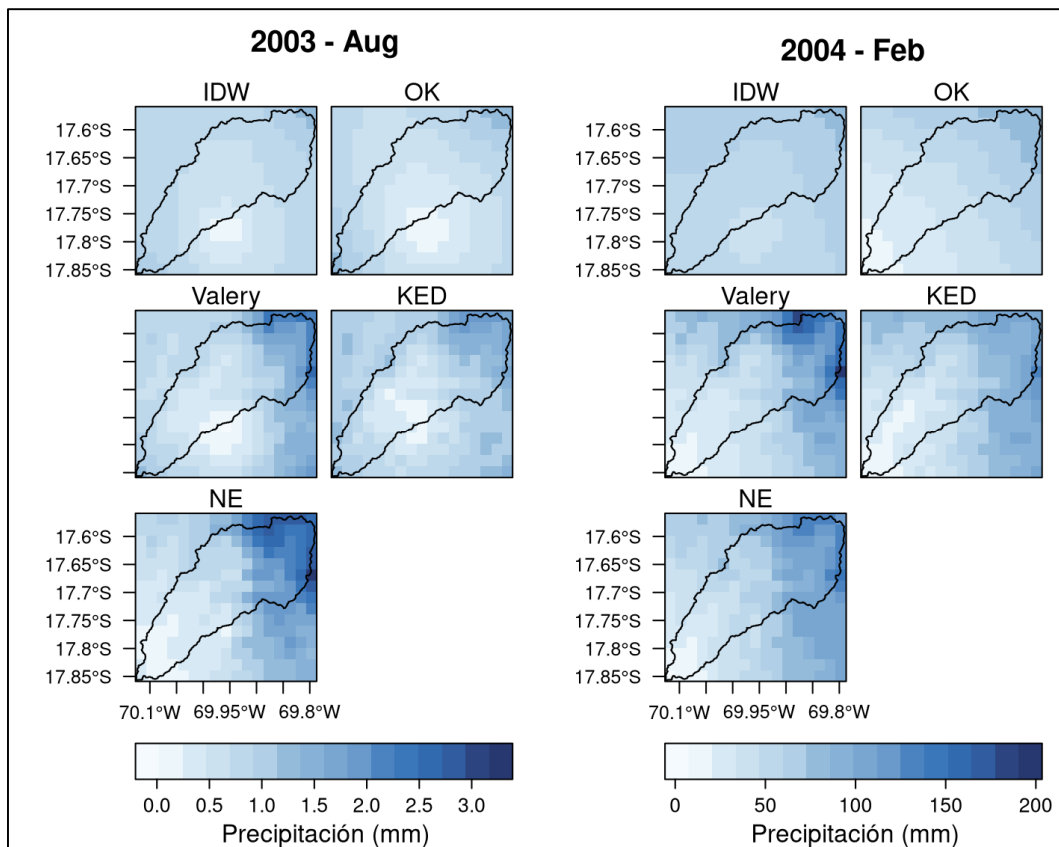 2003 - Aug
2004 - Feb
IDW
OK
IDW
OK
17.6°S
17.65°S
17.7°S
17.75°S
17.8°S
17.85°S
17.6°S
17.65°S
17.7°S
17.75°S
17.8°S
17.85°S
Valery
KED
Valery
KED
NE
NE
17.6°S
17.65°S
17.7°S
17.75°S
17.8°S
17.85°S
17.6°S
17.65°S
17.7°S
17.75°S
17.8°S
17.85°S
70.1°W 69.95°W 69.8°W
70.1°W 69.95°W 69.8°W
0.0 0.5 1.0 1.5 2.0 2.5 3.0
0 50 100 150 200
Precipitación (mm)
Precipitación (mm)